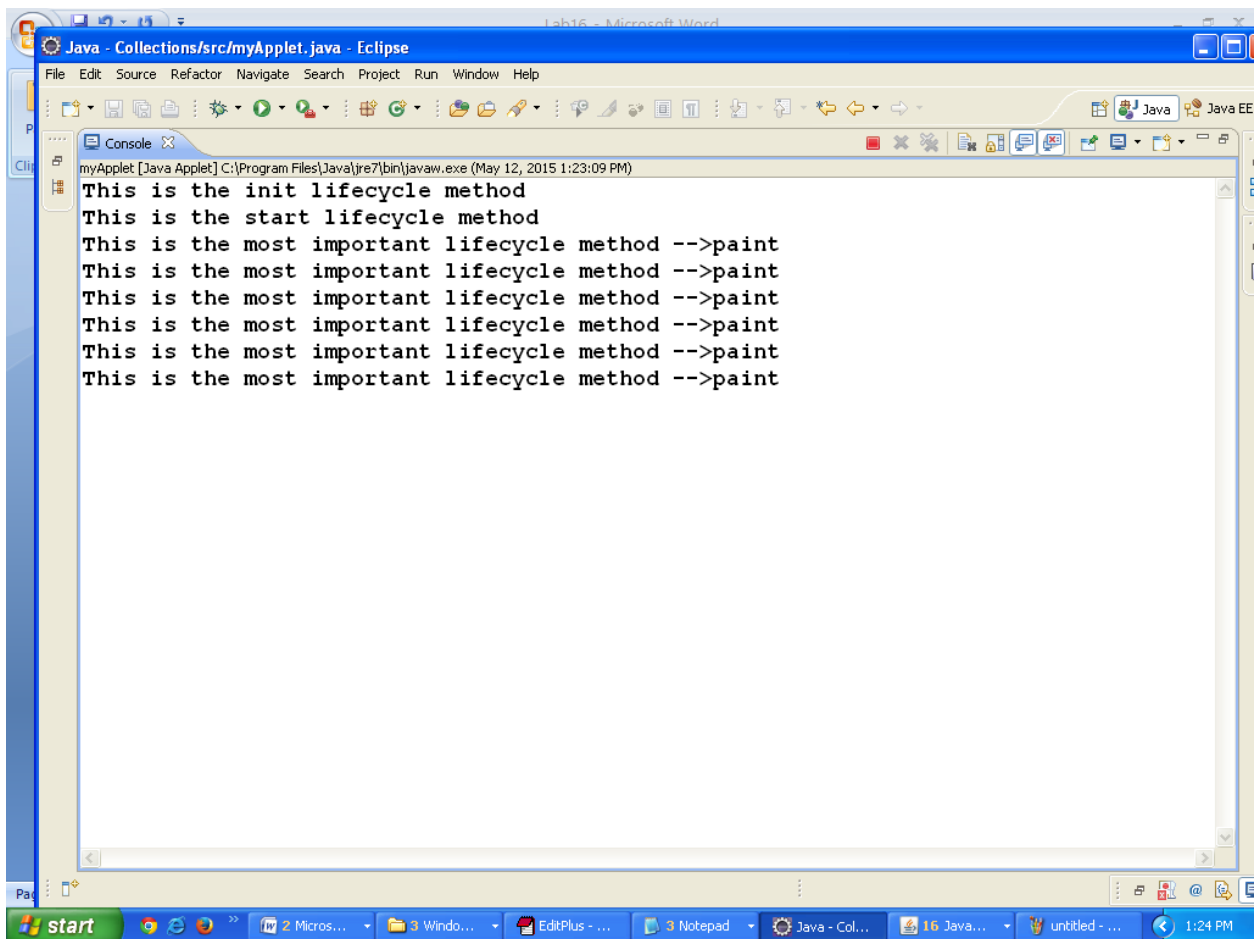 Lab16 - Microsoft Word
Java - Collections/src/myApplet.java - Eclipse
File Edit Source Refactor Navigate Search Project Run Window Help
Java Java EE
Console
myApplet [Java Applet] C:\Program Files\Java\jre7\bin\javaw.exe (May 12, 2015 1:23:09 PM)
This is the init lifecycle method
This is the start lifecycle method
This is the most important lifecycle method -->paint
This is the most important lifecycle method -->paint
This is the most important lifecycle method -->paint
This is the most important lifecycle method -->paint
This is the most important lifecycle method -->paint
This is the most important lifecycle method -->paint
start 2 Micros... 3 Windo... EditPlus - ... 3 Notepad Java - Col... 16 Java... untitled - ... 1:24 PM